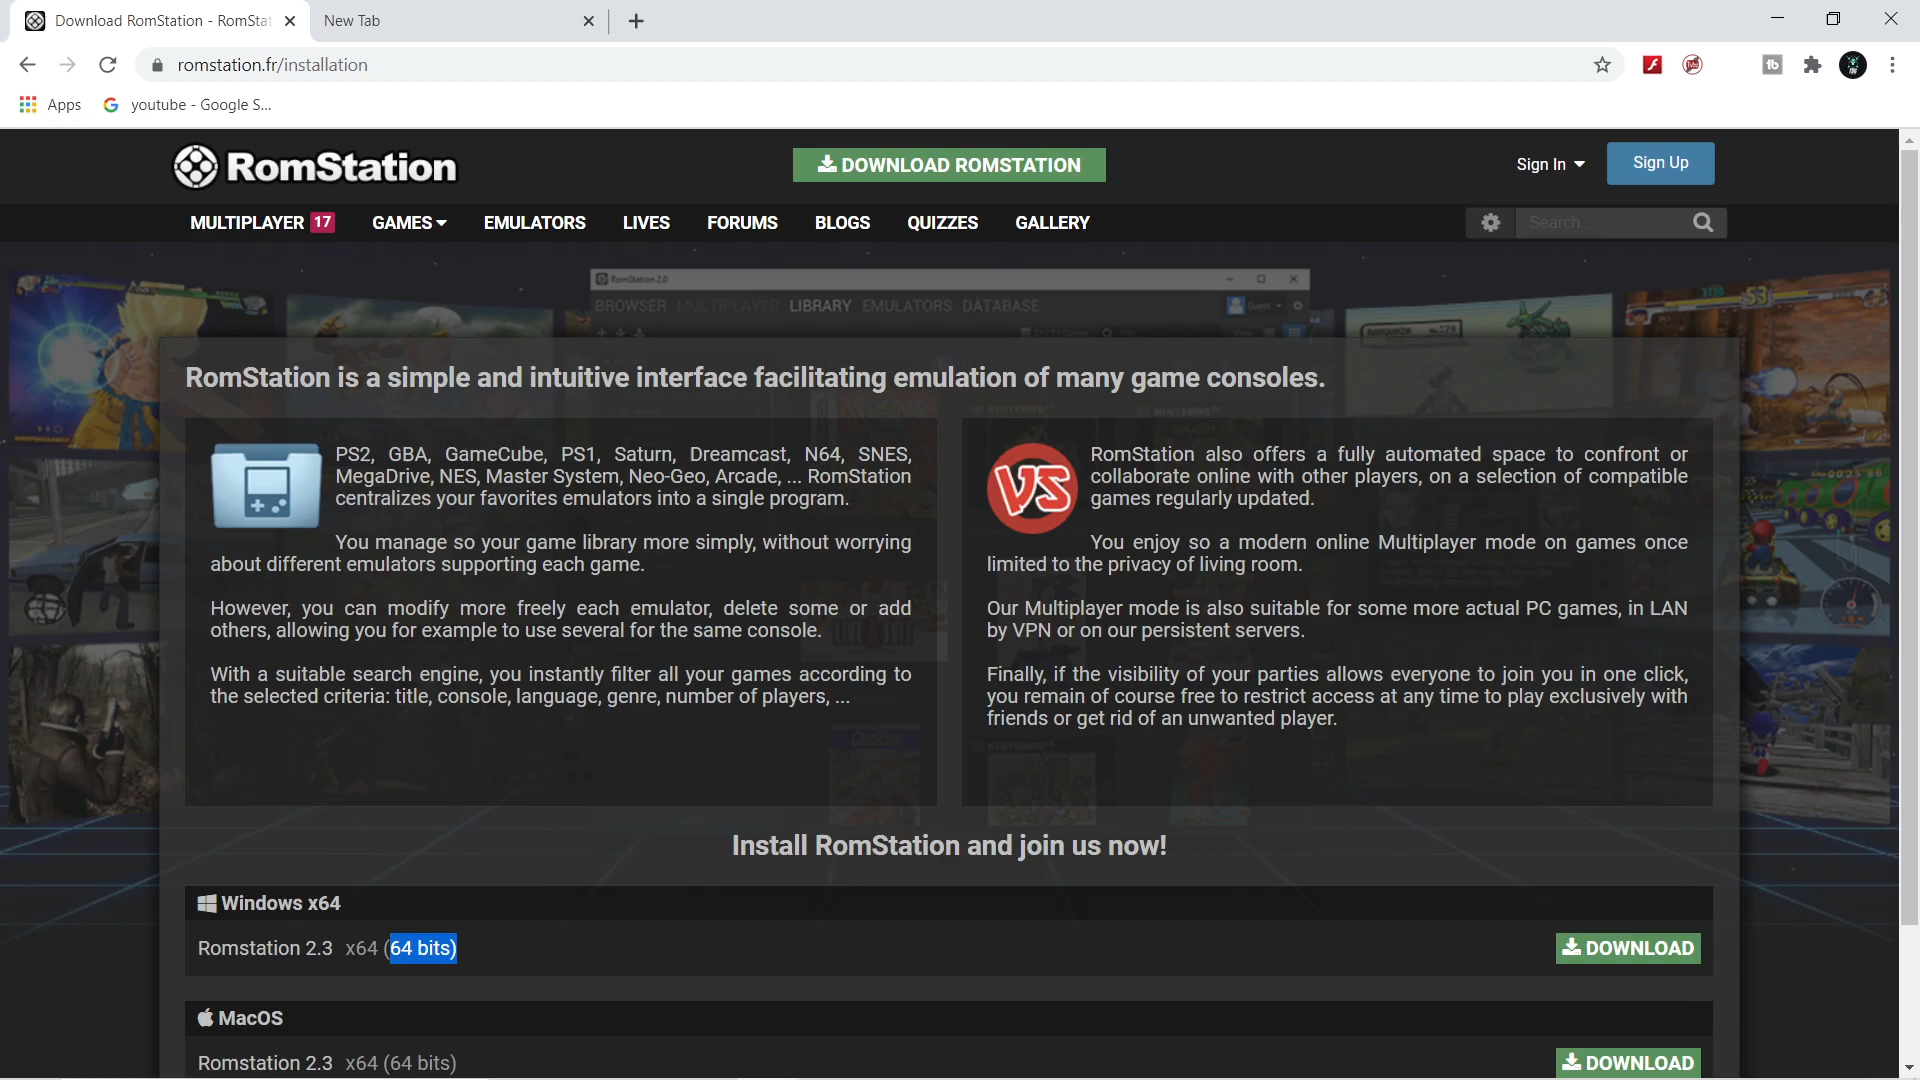 Download RomStation - RomStat
New Tab
romstation.fr/installation
Apps
youtube - Google S...
RomStation
DOWNLOAD ROMSTATION
Sign In
Sign Up
MULTIPLAYER 17 GAMES EMULATORS LIVES FORUMS BLOGS QUIZZES GALLERY
Search...
RomStation 2.0
BROWSER MULTIPLAYER LIBRARY EMULATORS DATABASE
Guest
RomStation is a simple and intuitive interface facilitating emulation of many game consoles.
PS2, GBA, GameCube, PS1, Saturn, Dreamcast, N64, SNES,
MegaDrive, NES, Master System, Neo-Geo, Arcade, ... RomStation
centralizes your favorites emulators into a single program.
You manage so your game library more simply, without worrying
about different emulators supporting each game.
However, you can modify more freely each emulator, delete some or add
others, allowing you for example to use several for the same console.
With a suitable search engine, you instantly filter all your games according to
the selected criteria: title, console, language, genre, number of players, ...
VS
RomStation also offers a fully automated space to confront or
collaborate online with other players, on a selection of compatible
games regularly updated.
You enjoy so a modern online Multiplayer mode on games once
limited to the privacy of living room.
Our Multiplayer mode is also suitable for some more actual PC games, in LAN
by VPN or on our persistent servers.
Finally, if the visibility of your parties allows everyone to join you in one click,
you remain of course free to restrict access at any time to play exclusively with
friends or get rid of an unwanted player.
Install RomStation and join us now!
Windows x64
Romstation 2.3 x64 (64 bits)
DOWNLOAD
MacOS
Romstation 2.3 x64 (64 bits)
DOWNLOAD